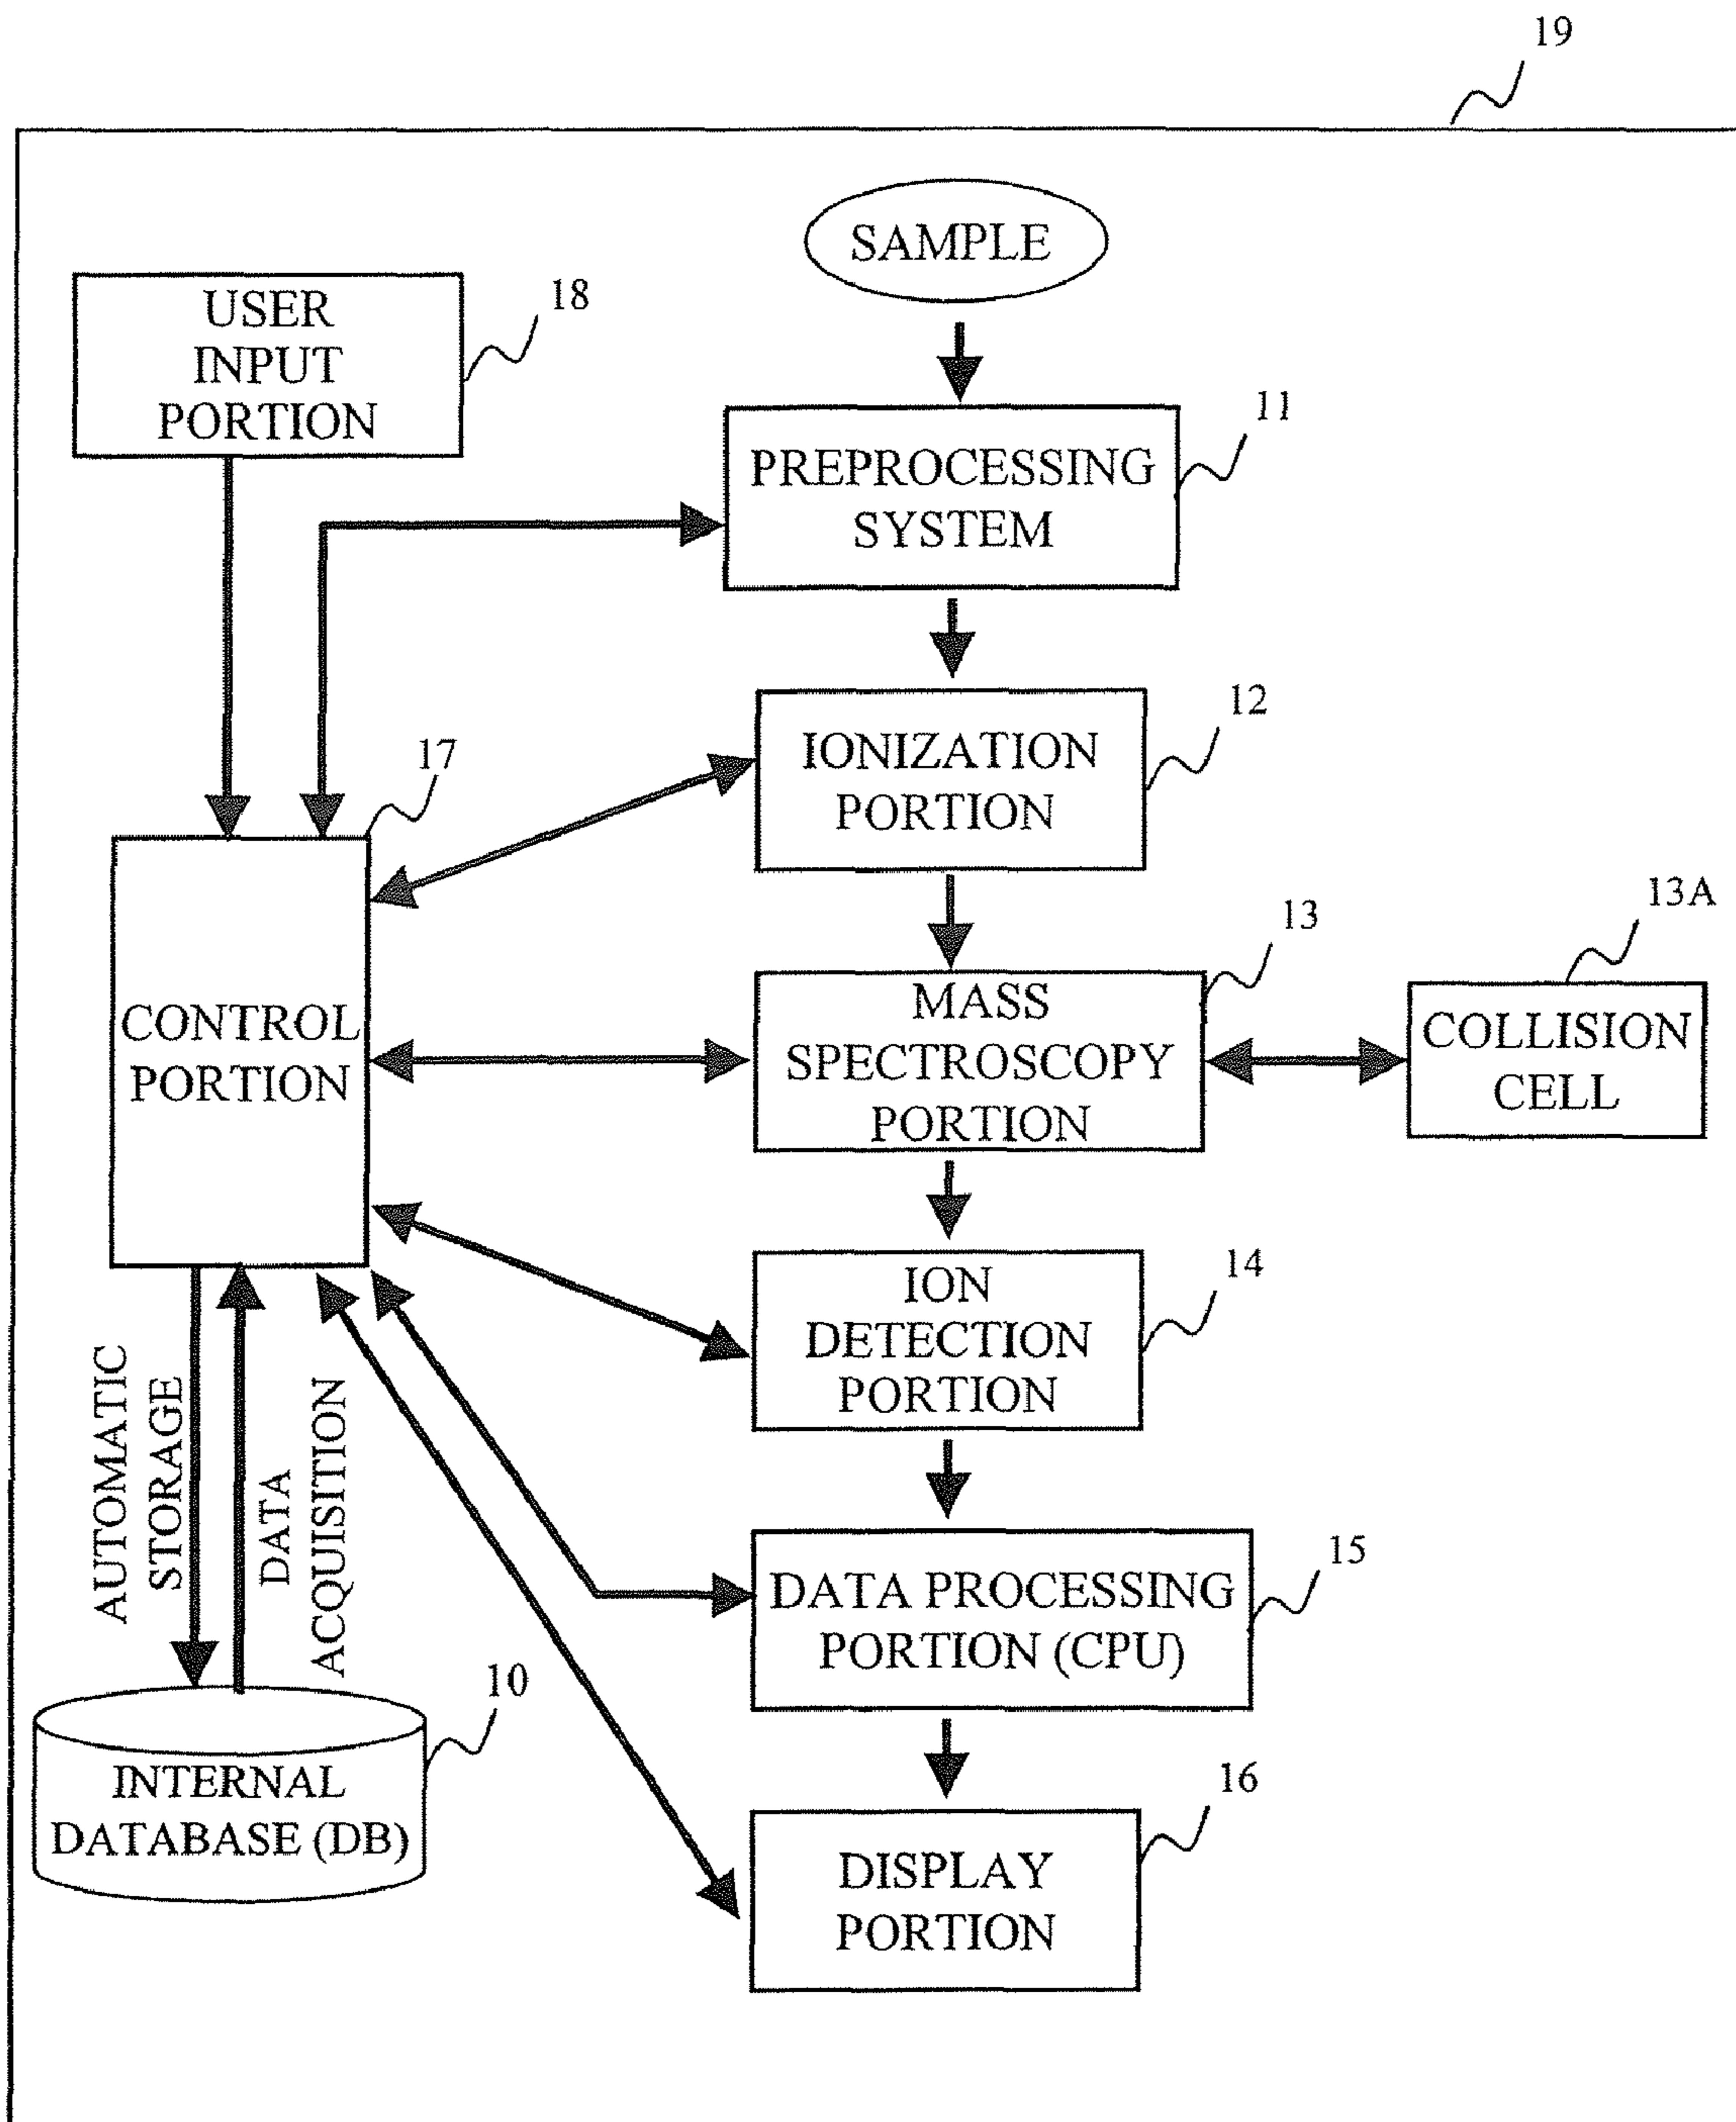 19
SAMPLE
USER
INPUT
PORTION
18
PREPROCESSING
SYSTEM
11
IONIZATION
PORTION
12
17
CONTROL
PORTION
MASS
SPECTROSCOPY
PORTION
13
13A
COLLISION
CELL
ION
DETECTION
PORTION
14
AUTOMATIC
STORAGE
DATA
ACQUISITION
DATA PROCESSING
PORTION (CPU)
15
10
INTERNAL
DATABASE (DB)
DISPLAY
PORTION
16